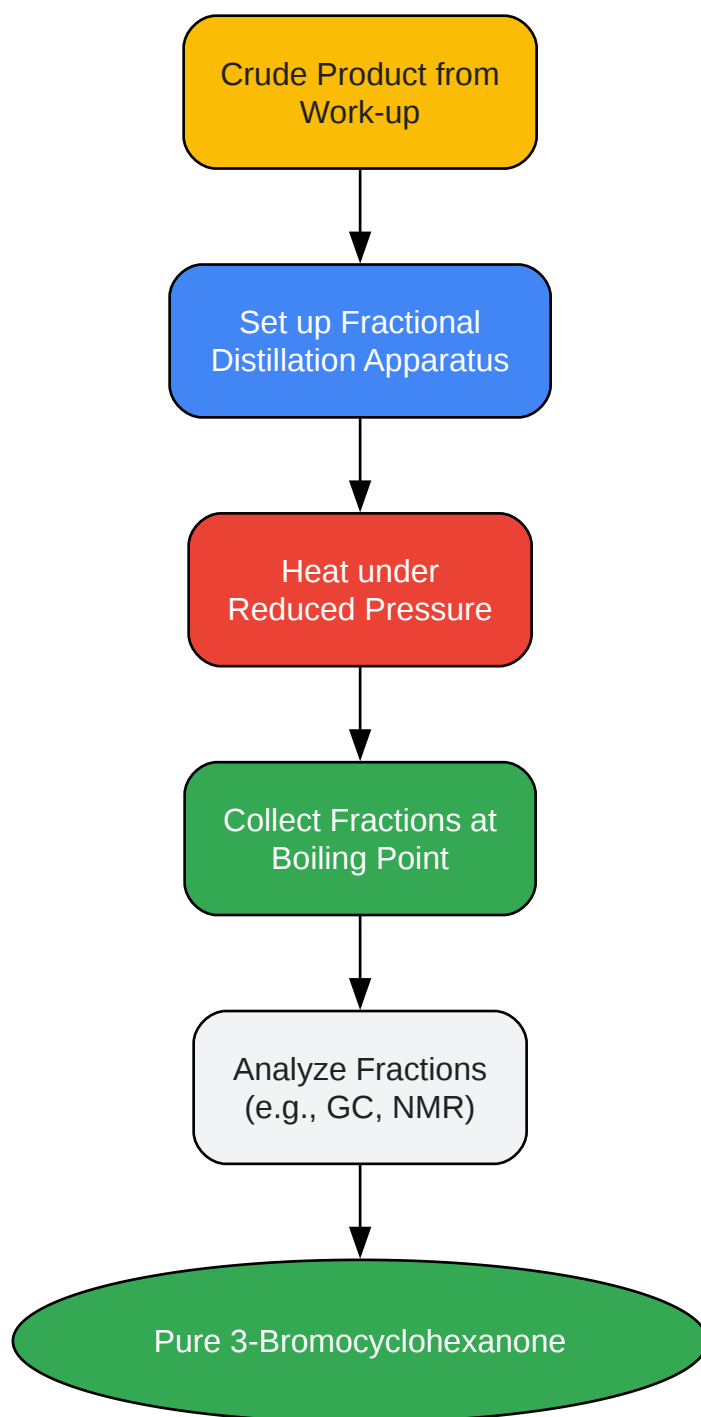 Crude Product from
Work-up
Set up Fractional
Distillation Apparatus
Heat under
Reduced Pressure
Collect Fractions at
Boiling Point
Analyze Fractions
(e.g., GC, NMR)
Pure 3-Bromocyclohexanone